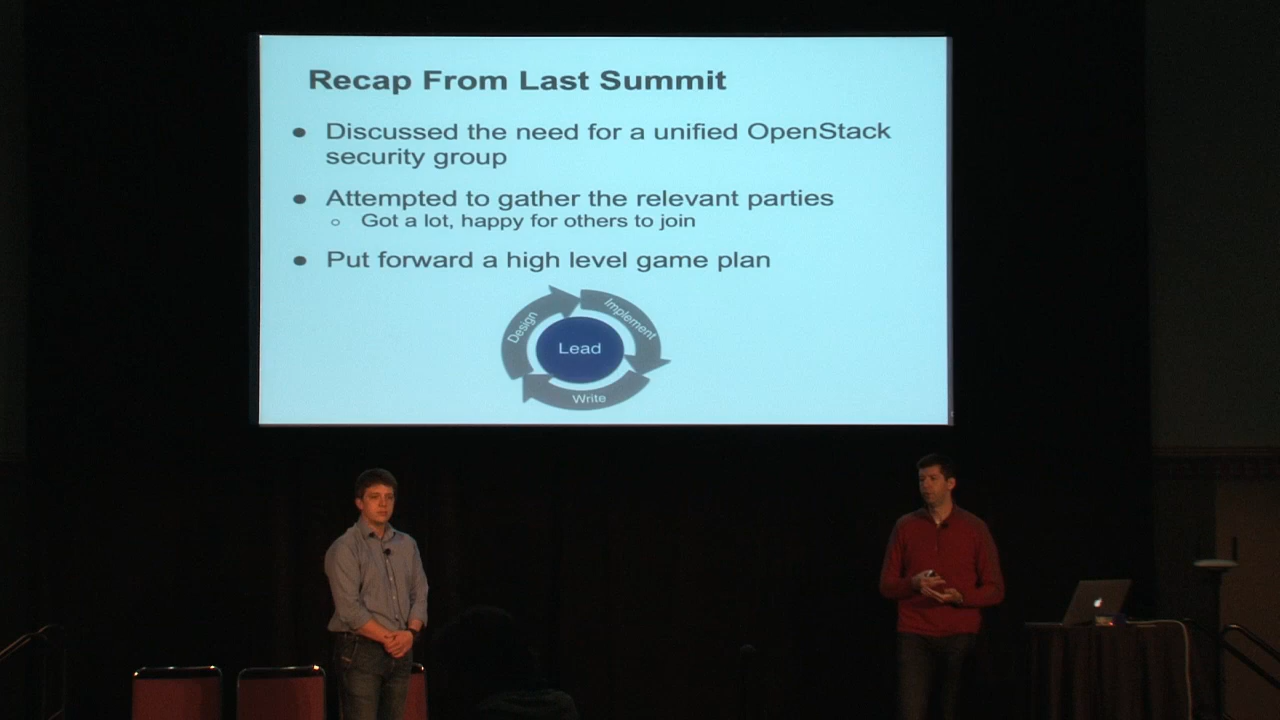 Recap From Last Summit
● Discussed the need for a unified OpenStack
security group
● Attempted to gather the relevant parties
○ Got a lot, happy for others to join
● Put forward a high level game plan
Design
Implement
Lead
Write